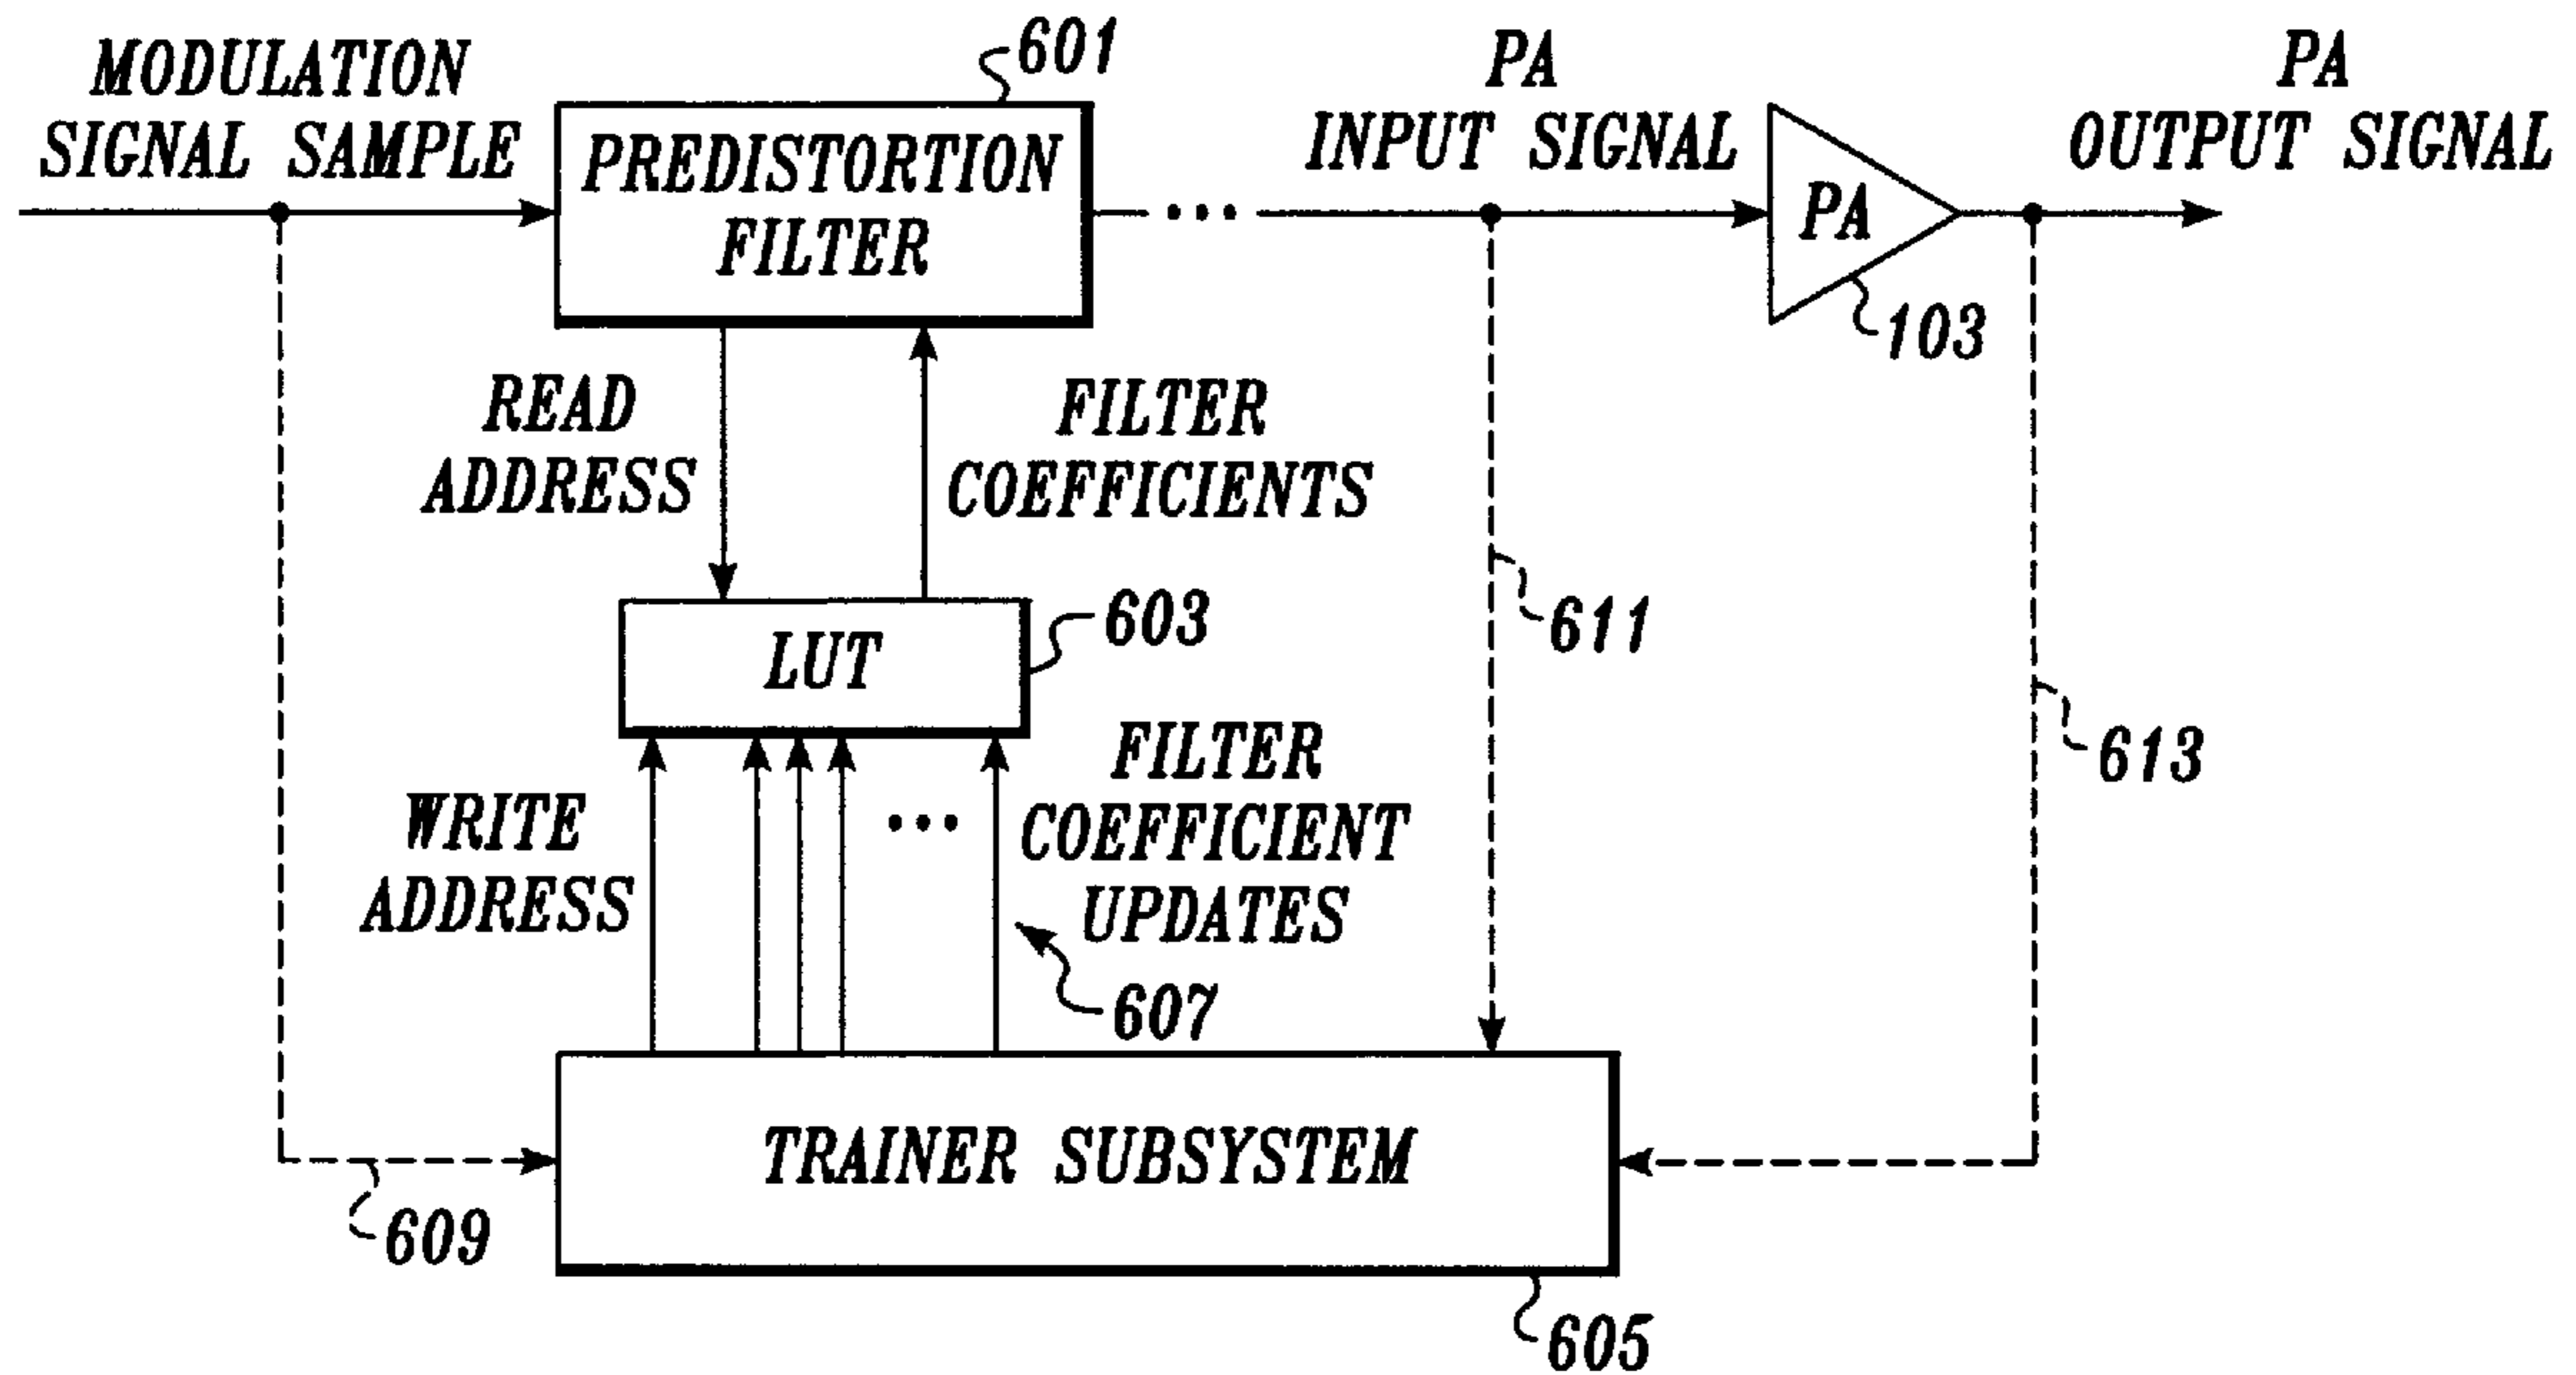 MODULATION
SIGNAL SAMPLE
601
PREDISTORTION
FILTER
PA
INPUT SIGNAL
PA
103
PA
OUTPUT SIGNAL
READ
ADDRESS
FILTER
COEFFICIENTS
LUT
603
611
613
WRITE
ADDRESS
...
FILTER
COEFFICIENT
UPDATES
607
TRAINER SUBSYSTEM
609
605